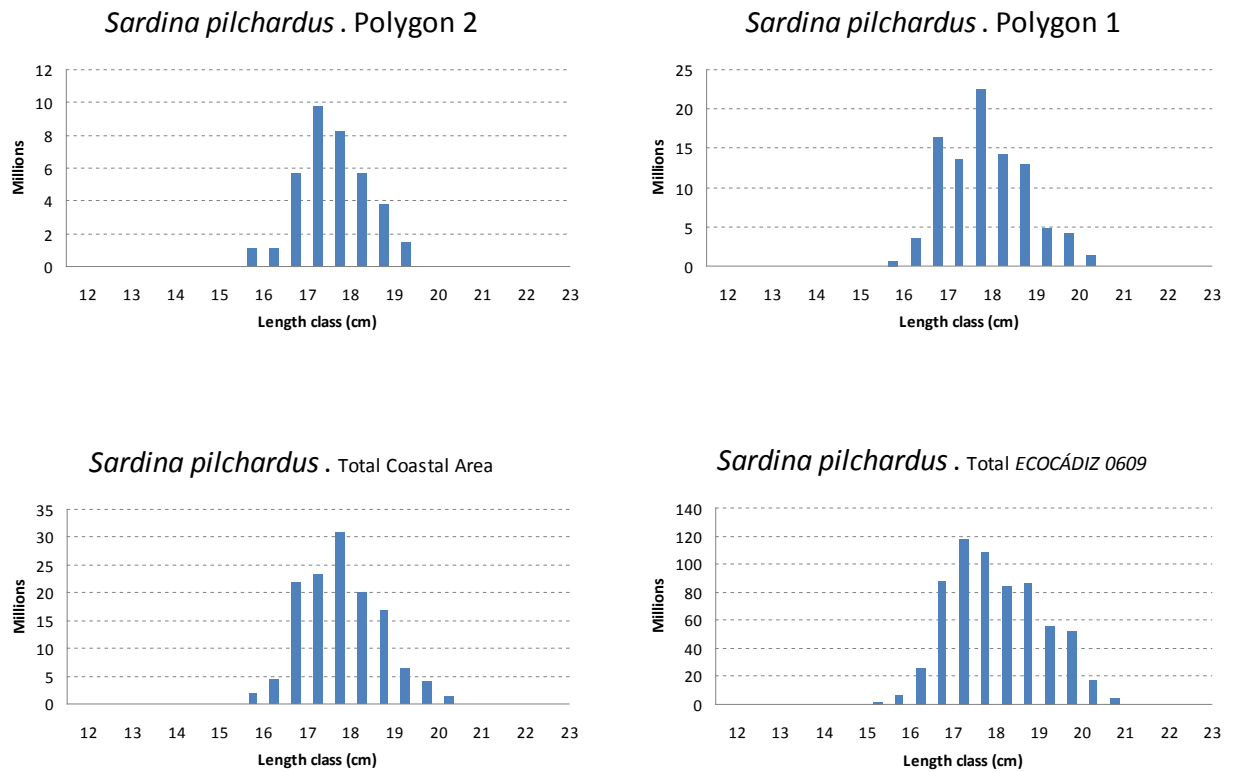 Sardina pilchardus . Polygon 2
12
10
8
6
4
2
0
Millions
12 13 14 15 16 17 18 19 20 21 22 23
Length class (cm)
Sardina pilchardus . Polygon 1
25
20
15
10
5
0
Millions
12 13 14 15 16 17 18 19 20 21 22 23
Length class (cm)
Sardina pilchardus . Total Coastal Area
35
30
25
20
15
10
5
0
Millions
12 13 14 15 16 17 18 19 20 21 22 23
Length class (cm)
Sardina pilchardus . Total ECOCÁDIZ 0609
140
120
100
80
60
40
20
0
Millions
12 13 14 15 16 17 18 19 20 21 22 23
Length class (cm)